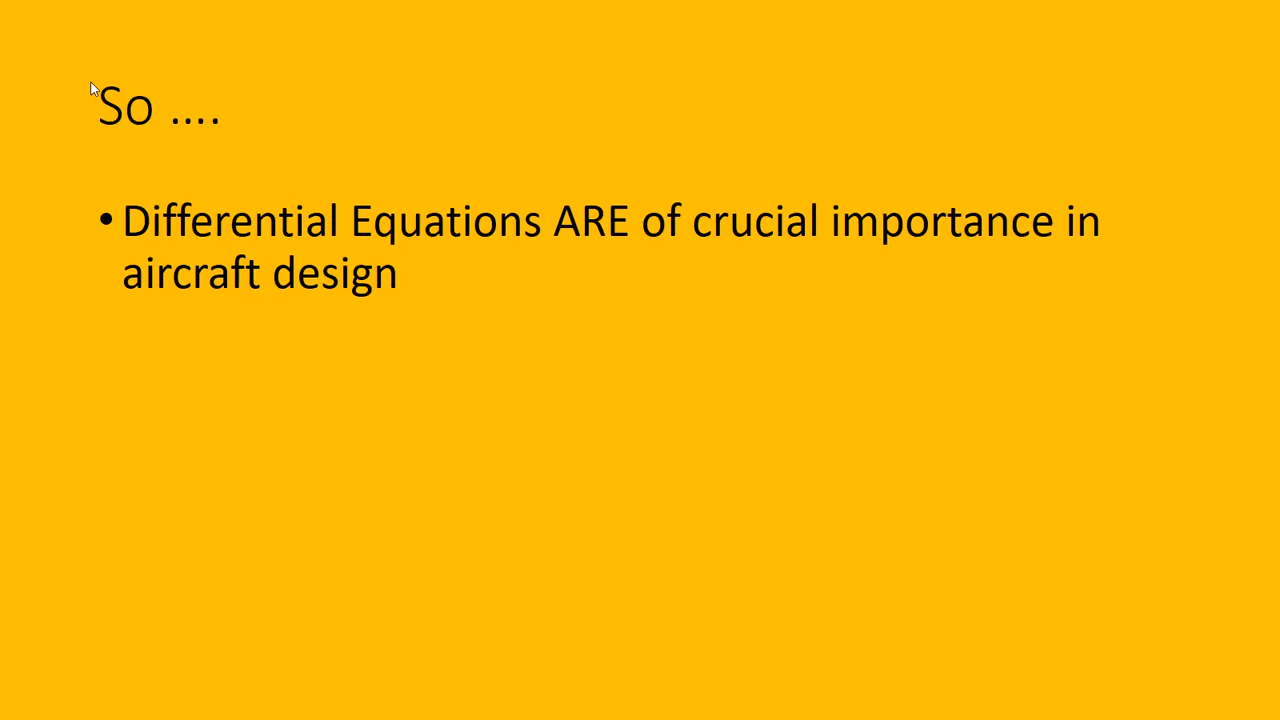 So ....
• Differential Equations ARE of crucial importance in
aircraft design